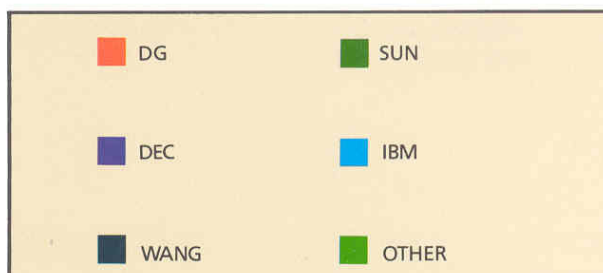 DG
SUN
DEC
IBM
WANG
OTHER